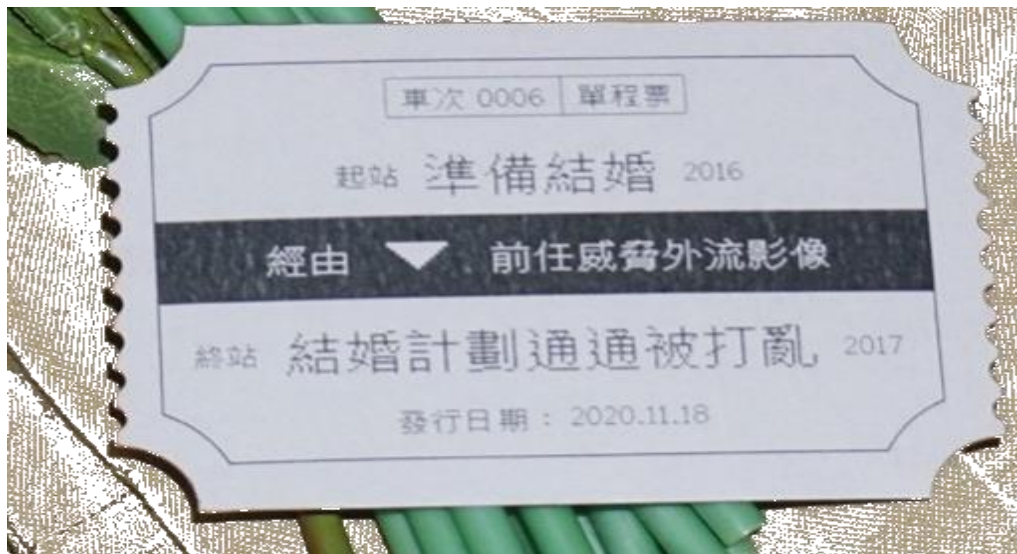 車次 0006 單程票
起站 準備結婚 2016
經由 前任威脅外流影像
終站 結婚計劃通通被打亂 2017
發行日期： 2020.11.18